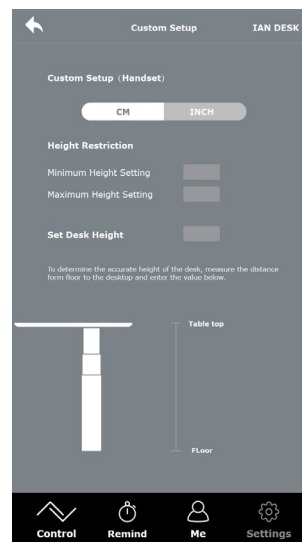 Custom Setup IAN DESK
Custom Setup（Handset）
CM INCH
Height Restriction
Minimum Height Setting
Maximum Height Setting
Set Desk Height
To determine the accurate height of the desk, measure the distance
form floor to the desktop and enter the value below.
Table top
FLoor
Control Remind Me Settings